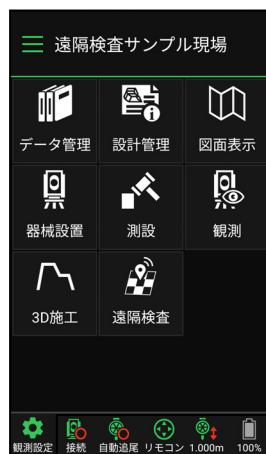 遠隔検査サンプル現場
データ管理 設計管理 図面表示
器械設置 測設 観測
3D施工 遠隔検査
観測設定 接続 自動追尾 リモコン 1.000m 100%